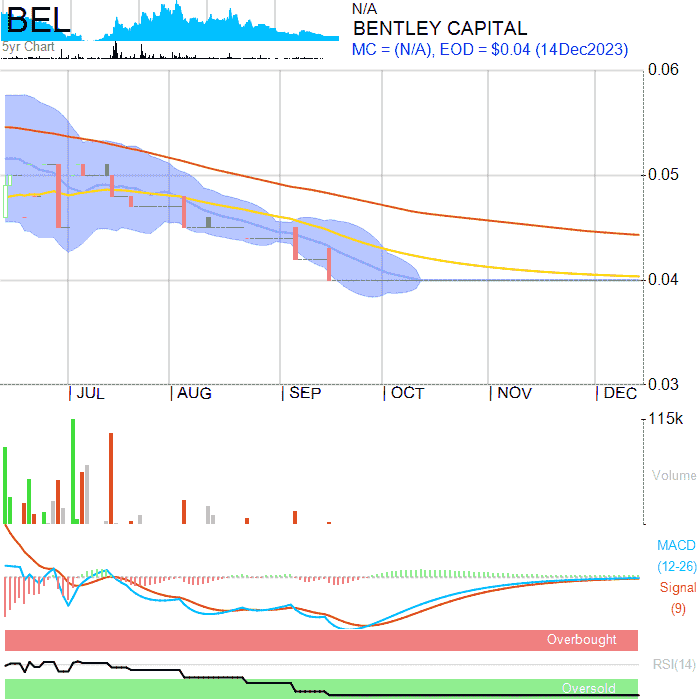 BEL
5yr Chart
N/A
BENTLEY CAPITAL
MC = (N/A), EOD = $0.04 (14Dec2023)
0.06
0.05
0.04
0.03
JUL AUG SEP OCT NOV DEC
115k
Volume
MACD
(12-26)
Signal
(9)
Overbought
RSI(14)
Oversold